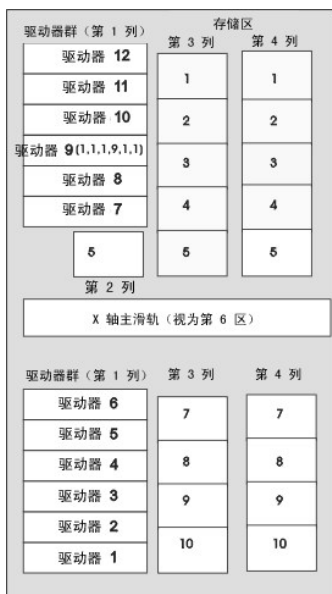 存储区
驱动器群（第 1 列） 第 3 列 第 4 列
驱动器 12
驱动器 11
驱动器 10
驱动器 9(1,1,1,9,1,1)
驱动器 8
驱动器 7
1
2
3
4
5
1
2
3
4
5
5
第 2 列
X 轴主滑轨（视为第 6 区）
驱动器群（第 1 列） 第 3 列 第 4 列
驱动器 6
驱动器 5
驱动器 4
驱动器 3
驱动器 2
驱动器 1
7
8
9
10
7
8
9
10